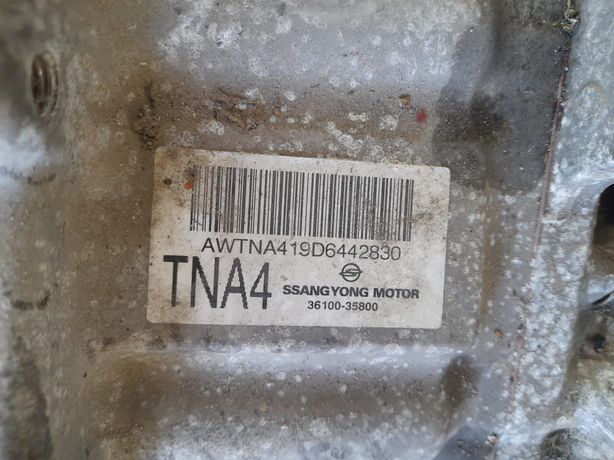 AWTNA419D6442830
TNA4
SSANGYONG MOTOR
36100-35800